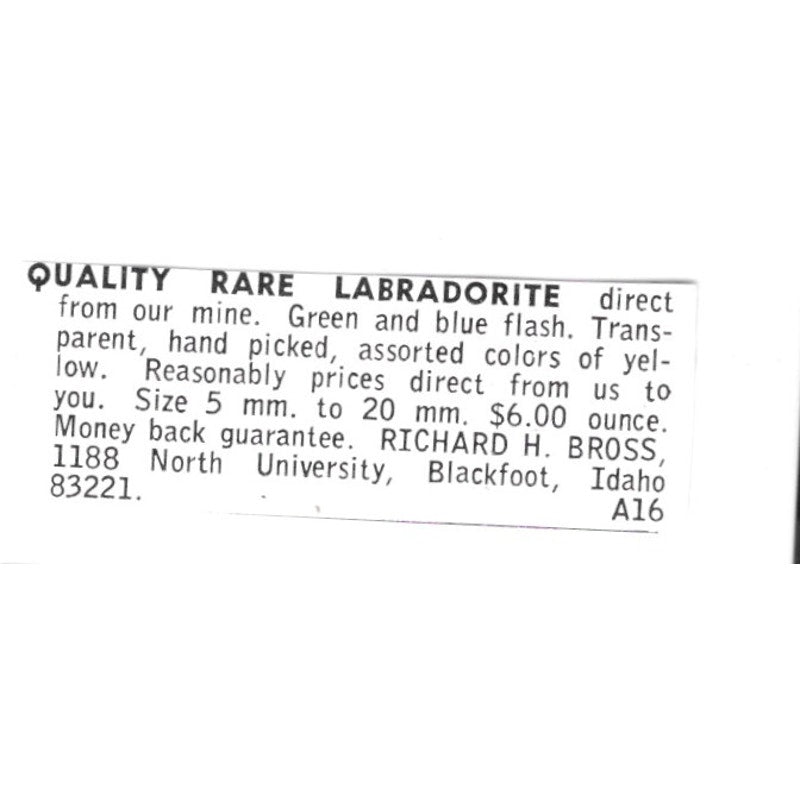 QUALITY RARE LABRADORITE direct
from our mine. Green and blue flash. Trans-
parent, hand picked, assorted colors of yel-
low. Reasonably prices direct from us to
you. Size 5 mm. to 20 mm. $6.00 ounce.
Money back guarantee. RICHARD H. BROSS,
1188 North University, Blackfoot, Idaho
83221. A16